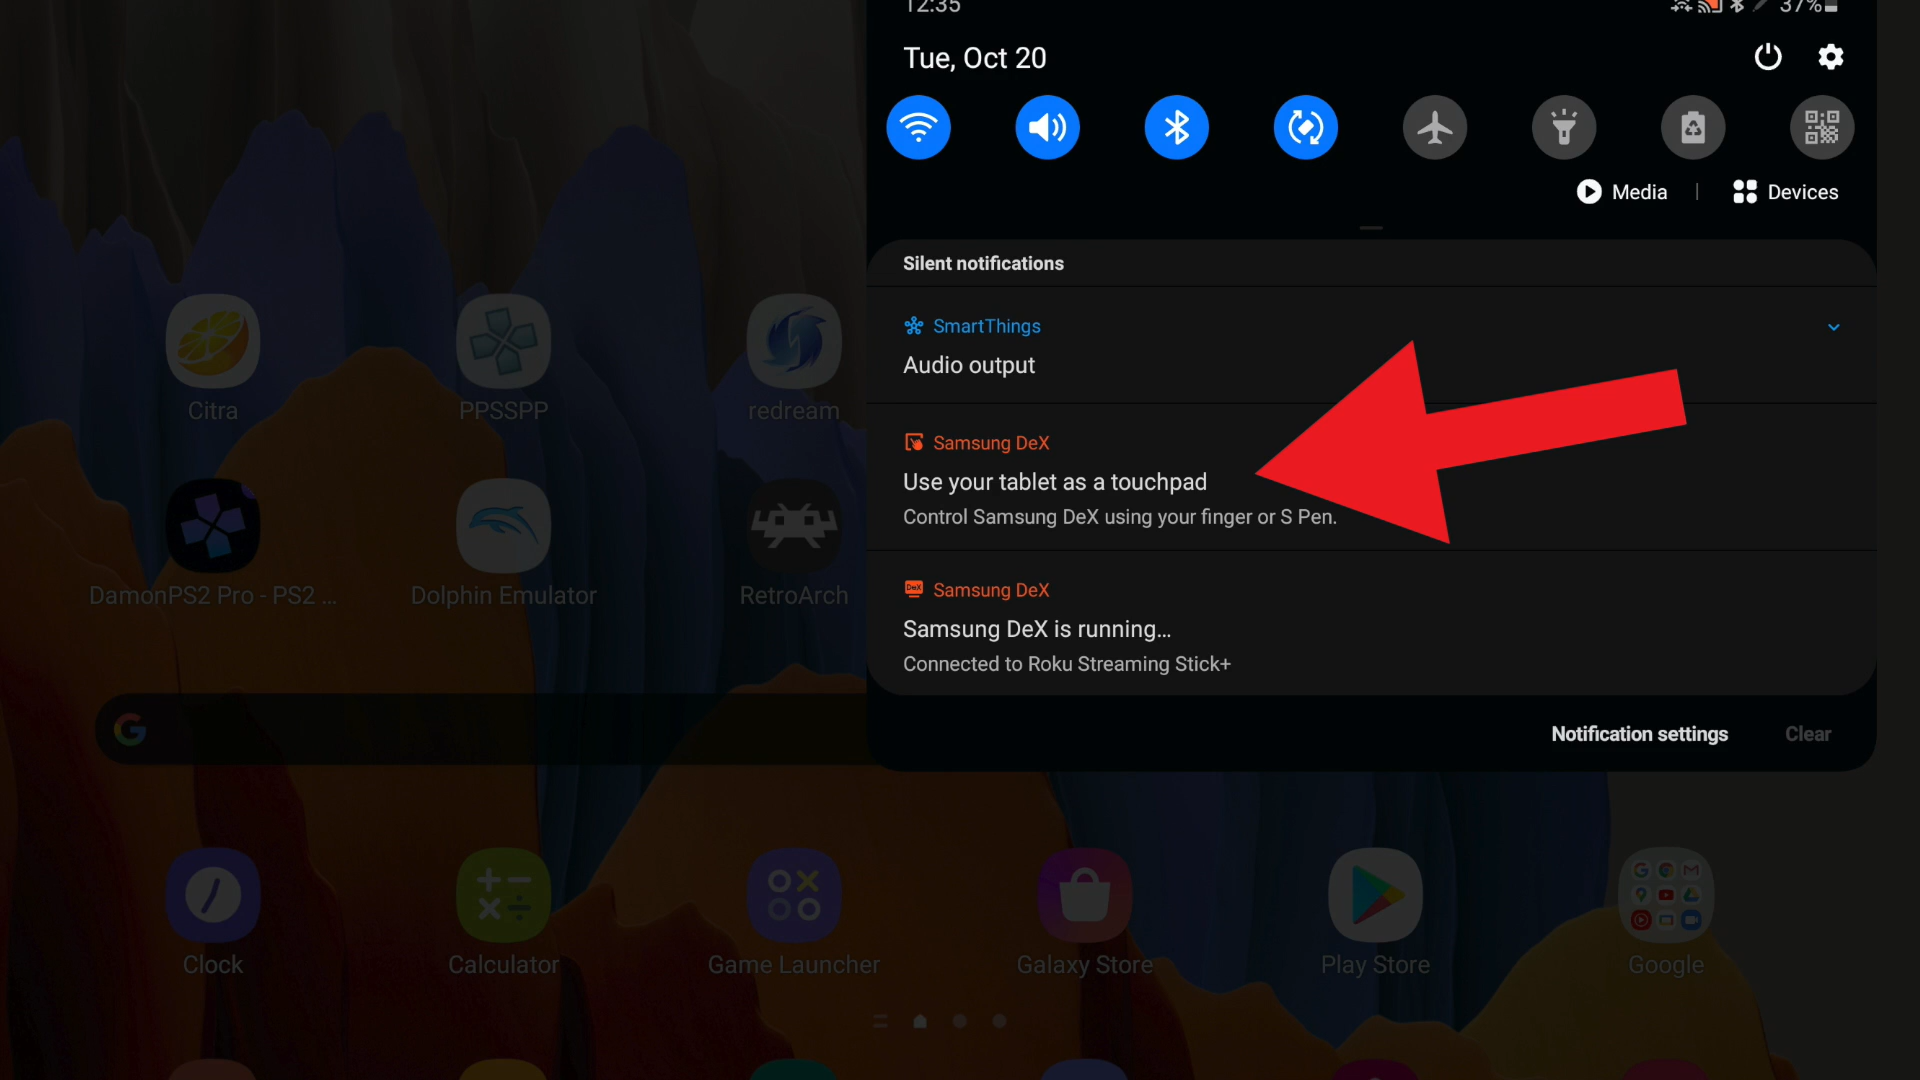 12:35
37%
Tue, Oct 20
Media | Devices
Silent notifications
SmartThings
Audio output
Samsung DeX
Use your tablet as a touchpad
Control Samsung DeX using your finger or S Pen.
Samsung DeX
Samsung DeX is running...
Connected to Roku Streaming Stick+
Notification settings
Clear
Citra
PPSSPP
redream
DamonPS2 Pro - PS2 ...
Dolphin Emulator
RetroArch
Clock
Calculator
Game Launcher
Galaxy Store
Play Store
Google